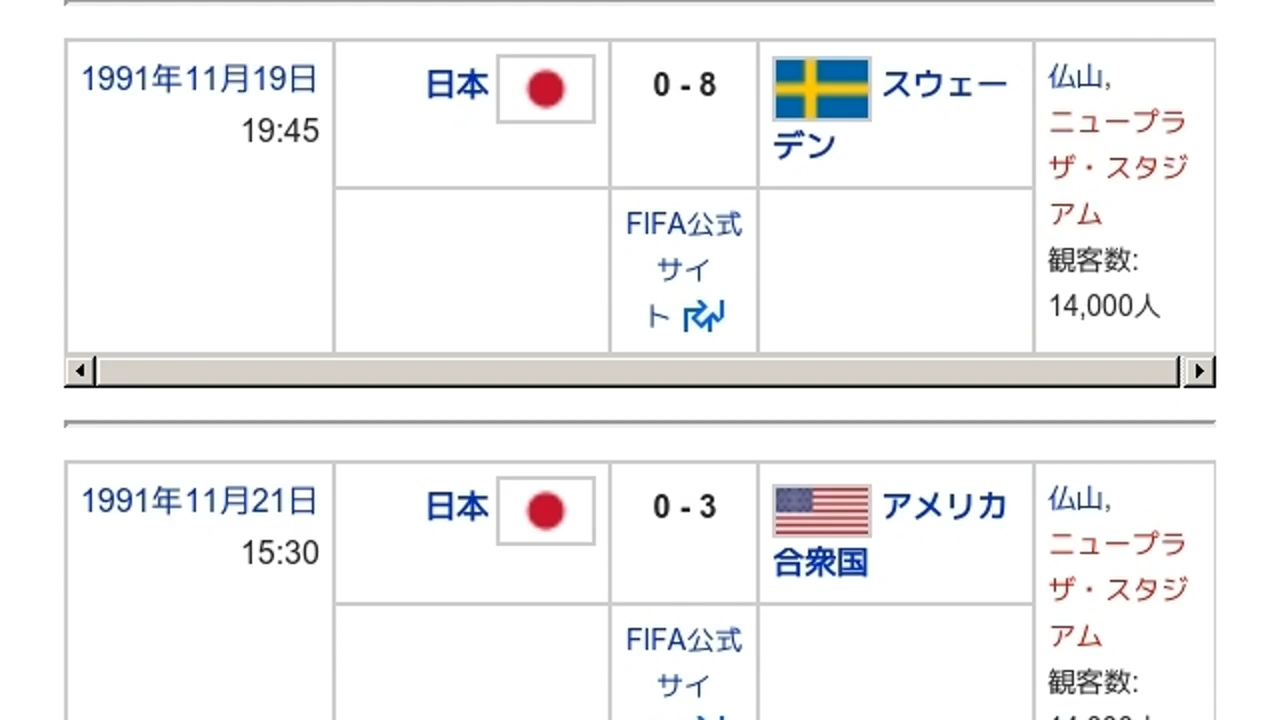 1991年11月19日
19:45
日本
0 - 8
スウェー
デン
仏山,
ニュープラ
ザ・スタジ
アム
観客数:
14,000人
FIFA公式
サイ
ト
1991年11月21日
15:30
日本
0 - 3
アメリカ
合衆国
仏山,
ニュープラ
ザ・スタジ
アム
観客数:
FIFA公式
サイ